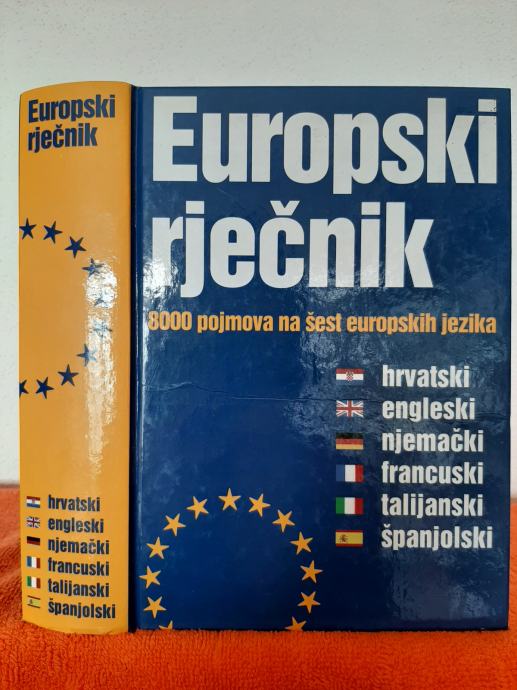 Europski
rječnik
hrvatski
engleski
njemački
francuski
talijanski
španjolski
Europski
rječnik
8000 pojmova na šest europskih jezika
hrvatski
engleski
njemački
francuski
talijanski
španjolski